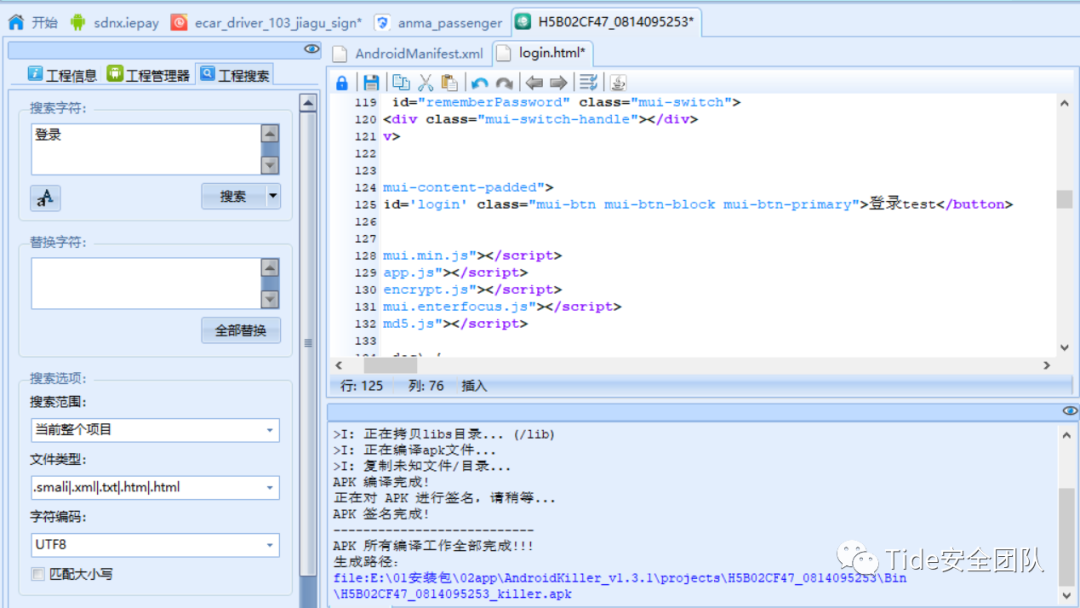 开始 sdnx.iepay ecar_driver_103_jiagu_sign* anma_passenger H5B02CF47_0814095253*
工程信息 工程管理器 工程搜索
搜索字符:
登录
搜索
替换字符:
全部替换
搜索选项:
搜索范围:
当前整个项目
文件类型:
.smali|.xml|.txt|.htm|.html
字符编码:
UTF8
匹配大小写
AndroidManifest.xml login.html*
119 id="rememberPassword" class="mui-switch">
120 <div class="mui-switch-handle"></div>
121 v>
122
123
124 mui-content-padded">
125 id='login' class="mui-btn mui-btn-block mui-btn-primary">登录test</button>
126
127
128 mui.min.js"></script>
129 app.js"></script>
130 encrypt.js"></script>
131 mui.enterfocus.js"></script>
132 md5.js"></script>
133
行: 125 列: 76 插入
>I: 正在拷贝libs目录... (/lib)
>I: 正在编译apk文件...
>I: 复制未知文件/目录...
APK 编译完成!
正在对 APK 进行签名，请稍等...
APK 签名完成!
---------------------------
APK 所有编译工作全部完成!!!
生成路径:
file:E:\01安装包\02app\AndroidKiller_v1.3.1\projects\H5B02CF47_0814095253\Bin
\H5B02CF47_0814095253_killer.apk
Tide安全团队